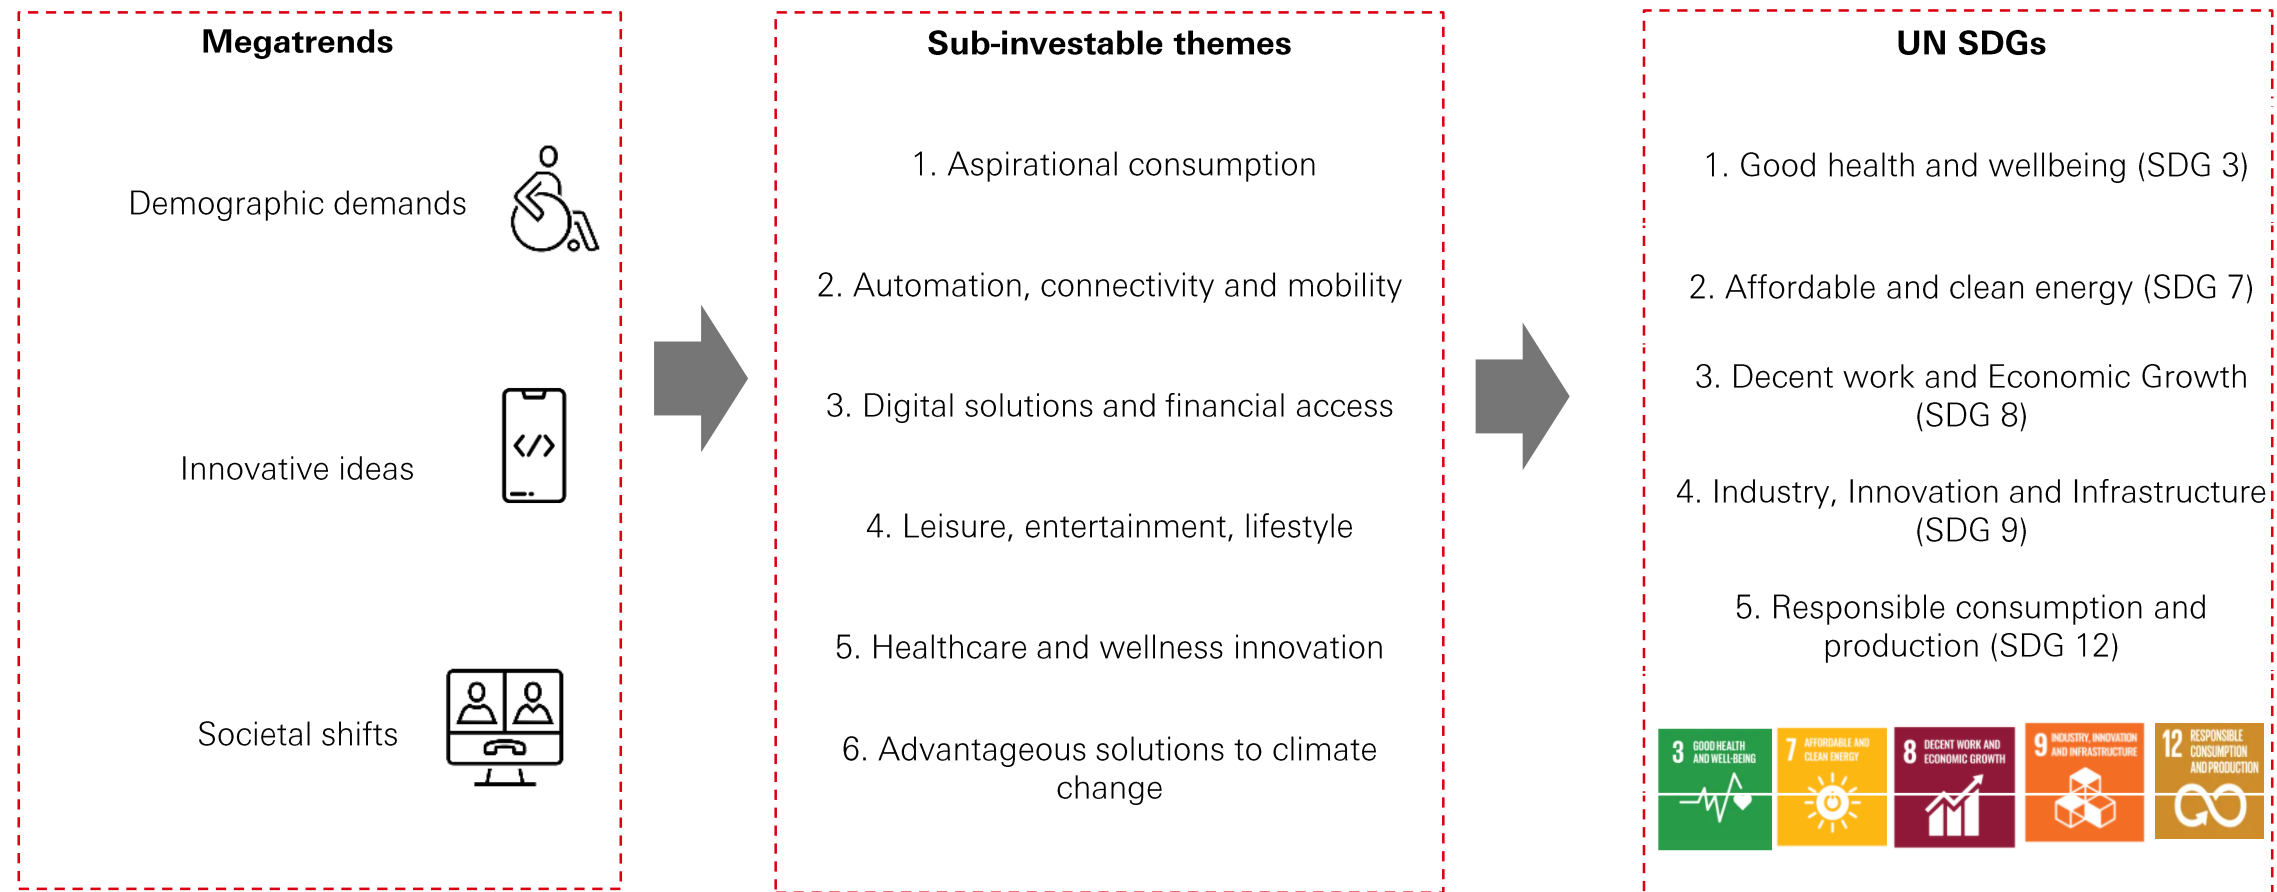 Megatrends
Demographic demands
Innovative ideas
</>
Societal shifts
Sub-investable themes
1. Aspirational consumption
2. Automation, connectivity and mobility
3. Digital solutions and financial access
4. Leisure, entertainment, lifestyle
5. Healthcare and wellness innovation
6. Advantageous solutions to climate
change
UN SDGs
1. Good health and wellbeing (SDG 3)
2. Affordable and clean energy (SDG 7)
3. Decent work and Economic Growth
(SDG 8)
4. Industry, Innovation and Infrastructure
(SDG 9)
5. Responsible consumption and
production (SDG 12)
3 GOOD HEALTH
AND WELL-BEING
7 AFFORDABLE AND
CLEAN ENERGY
8 DECENT WORK AND
ECONOMIC GROWTH
9 INDUSTRY, INNOVATION
AND INFRASTRUCTURE
12 RESPONSIBLE
CONSUMPTION
AND PRODUCTION